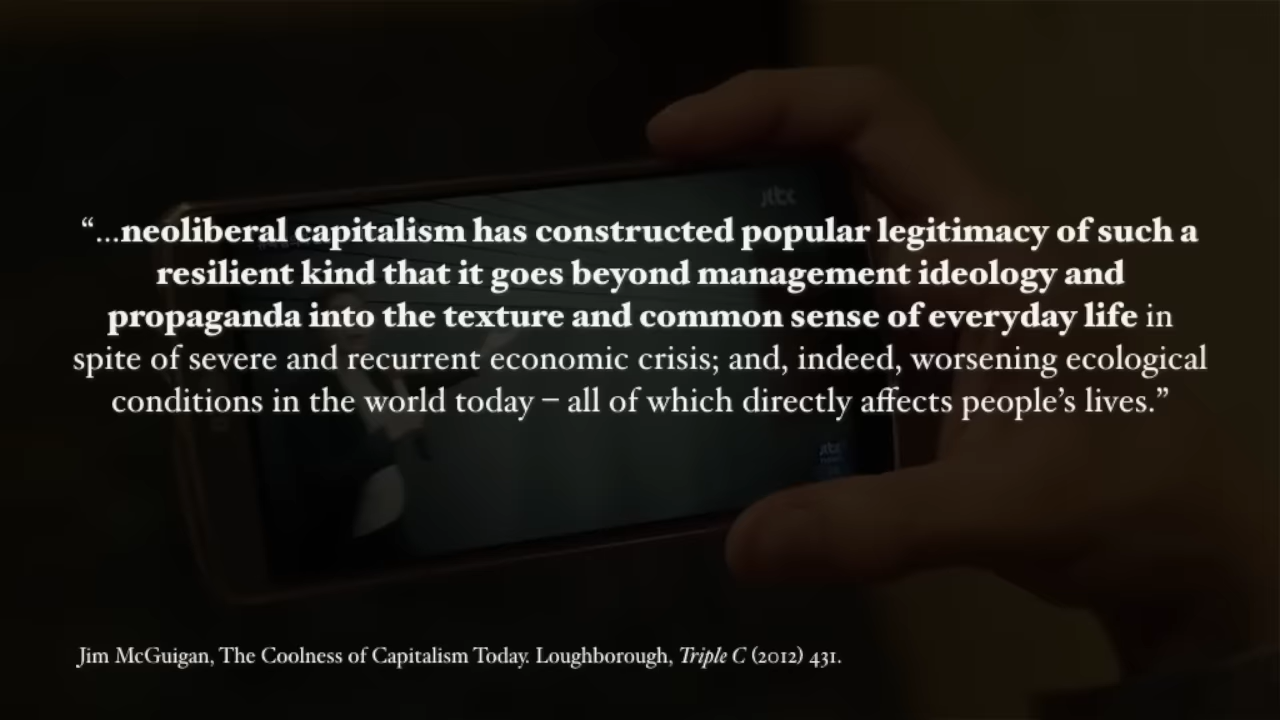 jtbc
“...neoliberal capitalism has constructed popular legitimacy of such a
resilient kind that it goes beyond management ideology and
propaganda into the texture and common sense of everyday life in
spite of severe and recurrent economic crisis; and, indeed, worsening ecological
conditions in the world today – all of which directly affects people’s lives.”
jtbc
Jim McGuigan, The Coolness of Capitalism Today. Loughborough, Triple C (2012) 431.